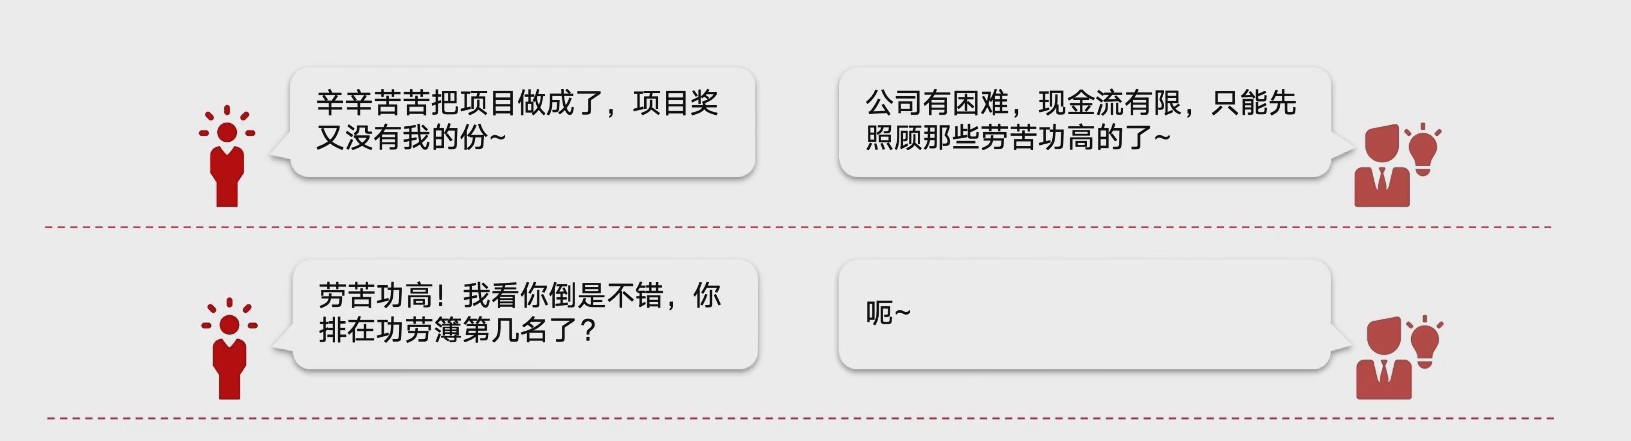 辛辛苦苦把项目做成了，项目奖
又没有我的份~
公司有困难，现金流有限，只能先
照顾那些劳苦功高的了~
劳苦功高！我看你倒是不错，你
排在功劳簿第几名了？
呃~